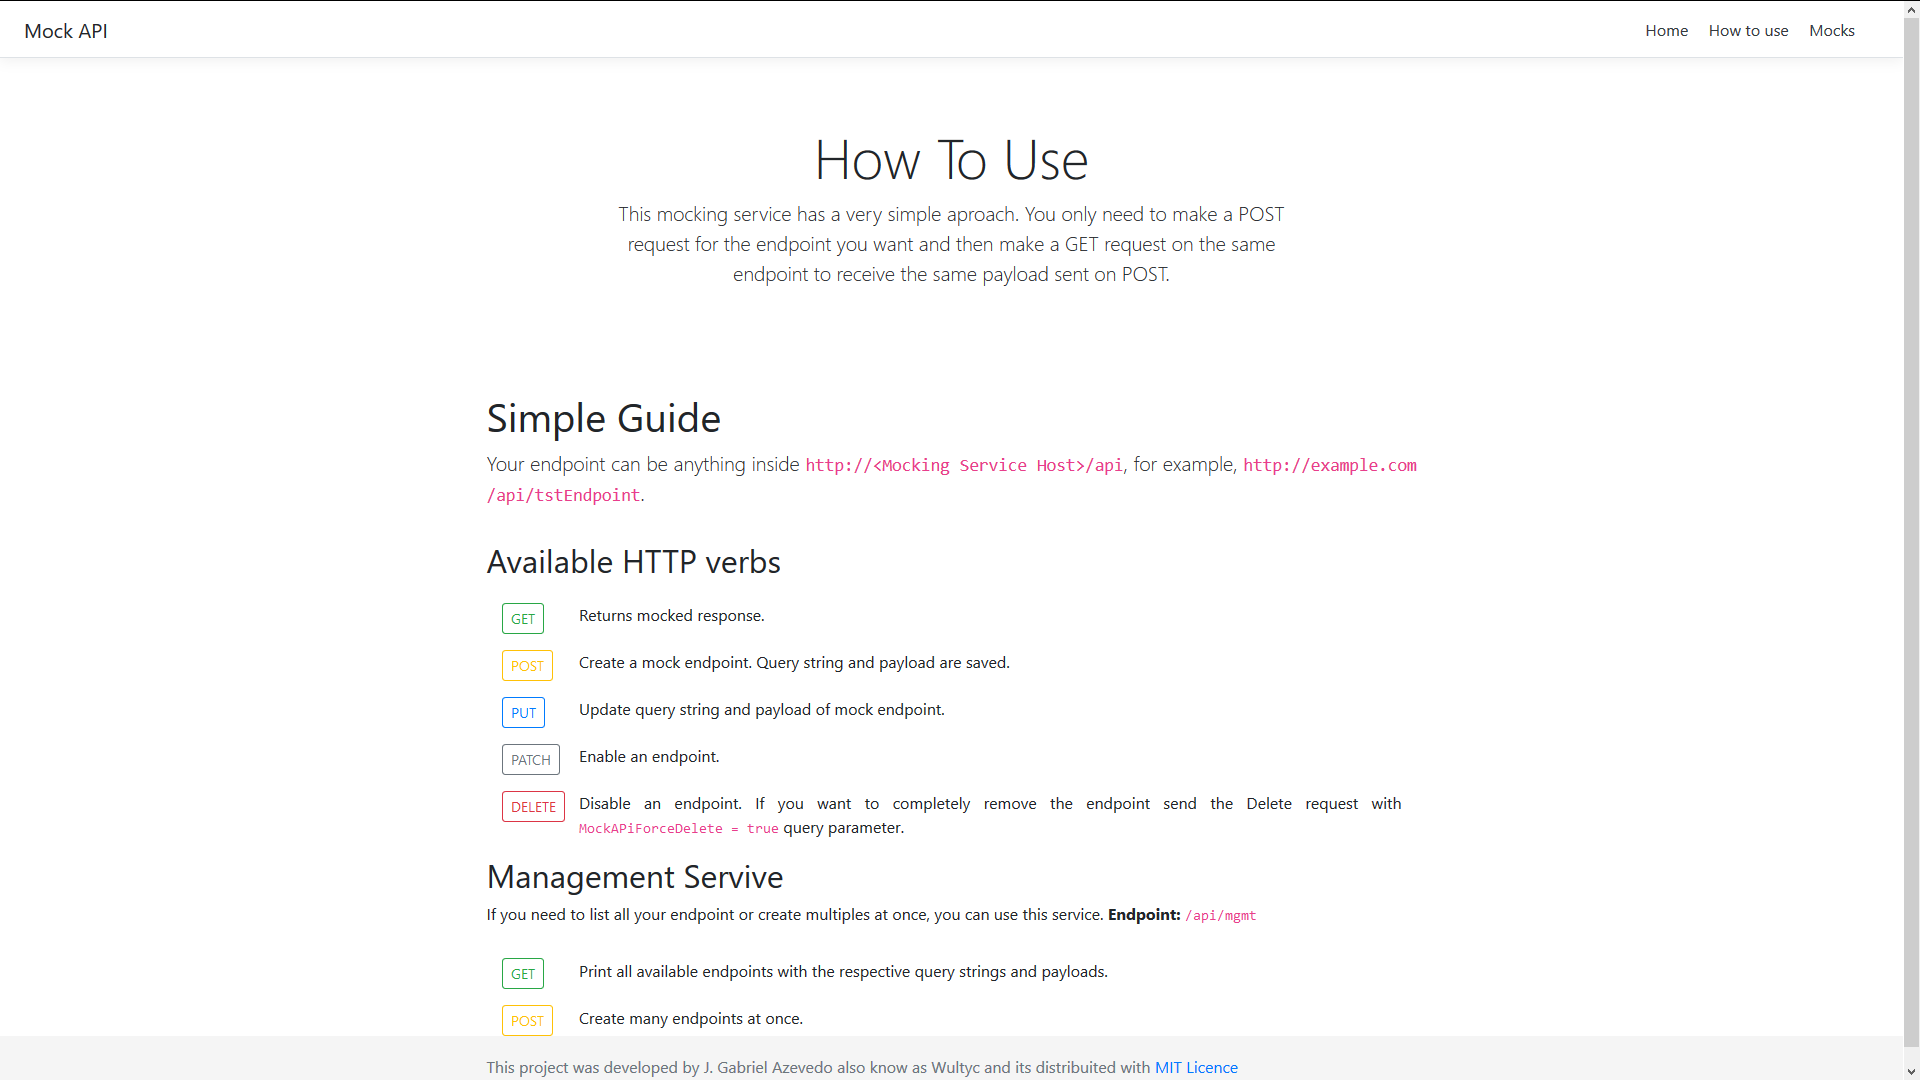 Mock API
Home
How to use
Mocks
How To Use
This mocking service has a very simple aproach. You only need to make a POST
request for the endpoint you want and then make a GET request on the same
endpoint to receive the same payload sent on POST.
Simple Guide
Your endpoint can be anything inside http://<Mocking Service Host>/api, for example, http://example.com
/api/tstEndpoint.
Available HTTP verbs
GET Returns mocked response.
POST Create a mock endpoint. Query string and payload are saved.
PUT Update query string and payload of mock endpoint.
PATCH Enable an endpoint.
DELETE Disable an endpoint. If you want to completely remove the endpoint send the Delete request with
MockAPiForceDelete = true query parameter.
Management Servive
If you need to list all your endpoint or create multiples at once, you can use this service. Endpoint: /api/mgmt
GET Print all available endpoints with the respective query strings and payloads.
POST Create many endpoints at once.
This project was developed by J. Gabriel Azevedo also know as Wultyc and its distribuited with MIT Licence